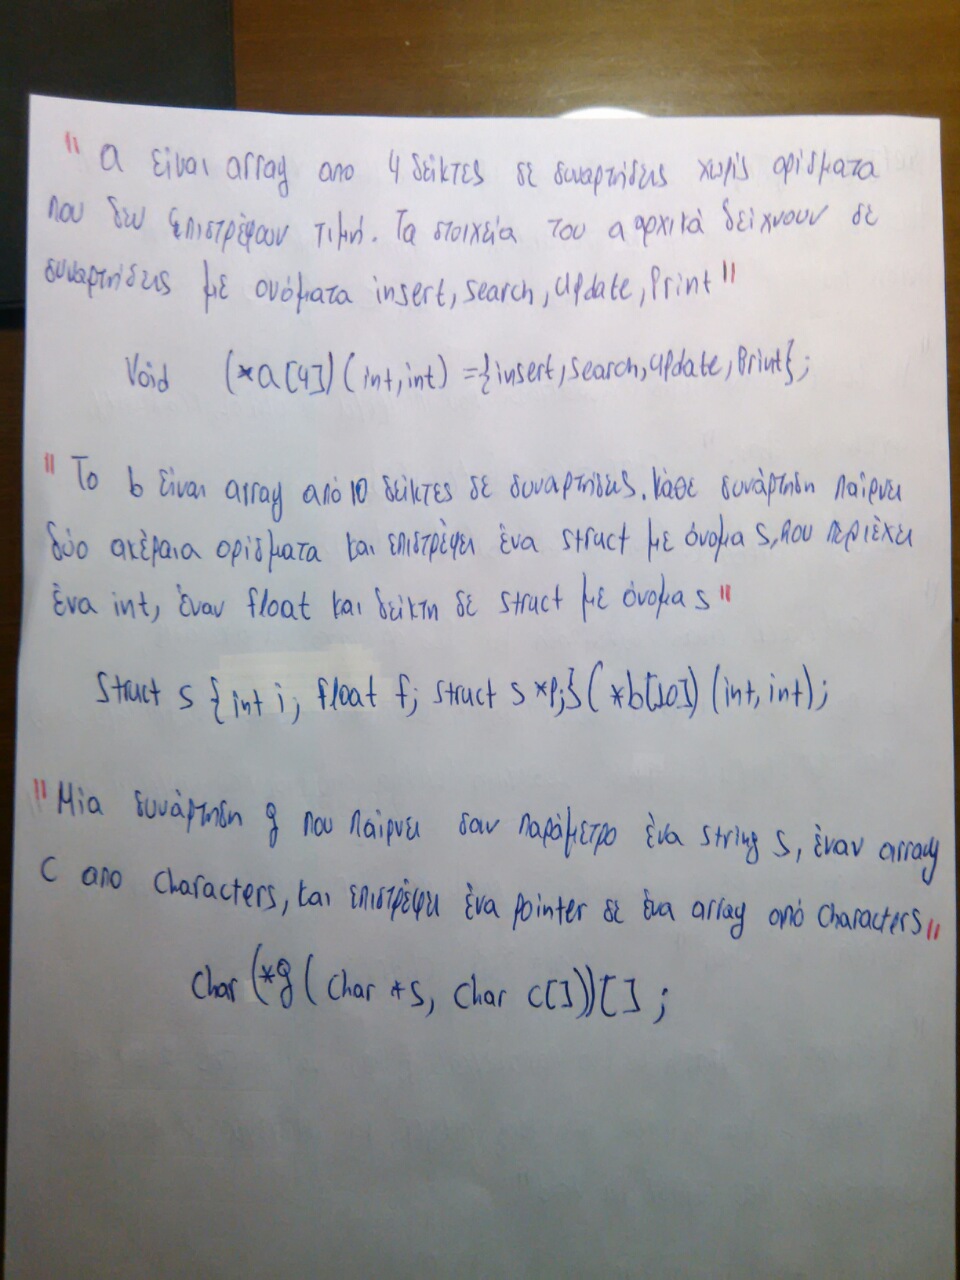 "a είναι array απο 4 δείκτες σε συναρτήσεις χωρίς ορίσματα
που δεν επιστρέφουν τιμή. Τα στοιχεία του a αρχικά δείχνουν σε
συναρτήσεις με ονόματα insert, search, update, print"
Void (*a[4])(int,int) ={insert,search,update,print};
"Το b είναι array από 10 δείκτες σε συναρτήσεις. Κάθε συνάρτηση παίρνει
δύο ακέραια ορίσματα και επιστρέφει ένα struct με όνομα s, που περιέχει
ένα int, έναν float και δείκτη σε struct με όνομα s"
Struct s {int i; float f; struct s *p;}(*b[10])(int, int);
"Μία συνάρτηση g που παίρνει σαν παράμετρο ένα string s, έναν array
c απο characters, και επιστρέφει ένα pointer σε ένα array από characters"
Char (*g(char *s, char c[]))[];